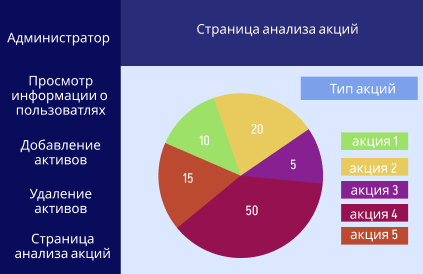 Администратор
Просмотр
информации о
пользоватлях
Добавление
активов
Удаление
активов
Страница
анализа акций
Страница анализа акций
Тип акций
10
20
5
15
50
акция 1
акция 2
акция 3
акция 4
акция 5